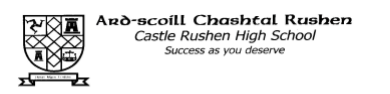 Ard-scoill Chashtal Rushen
Castle Rushen High School
Success as you deserve